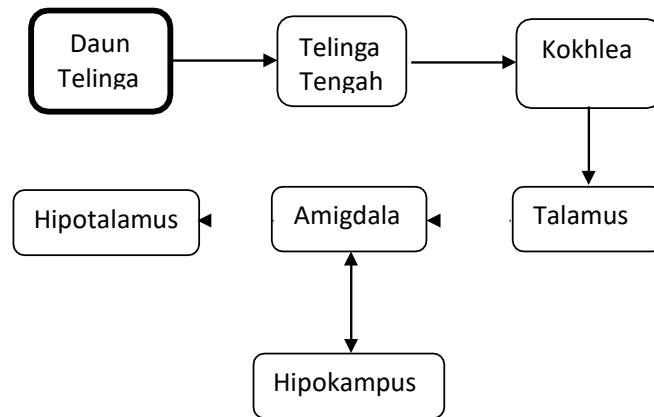 Daun
Telinga
Telinga
Tengah
Kokhlea
Hipotalamus
Amigdala
Talamus
Hipokampus